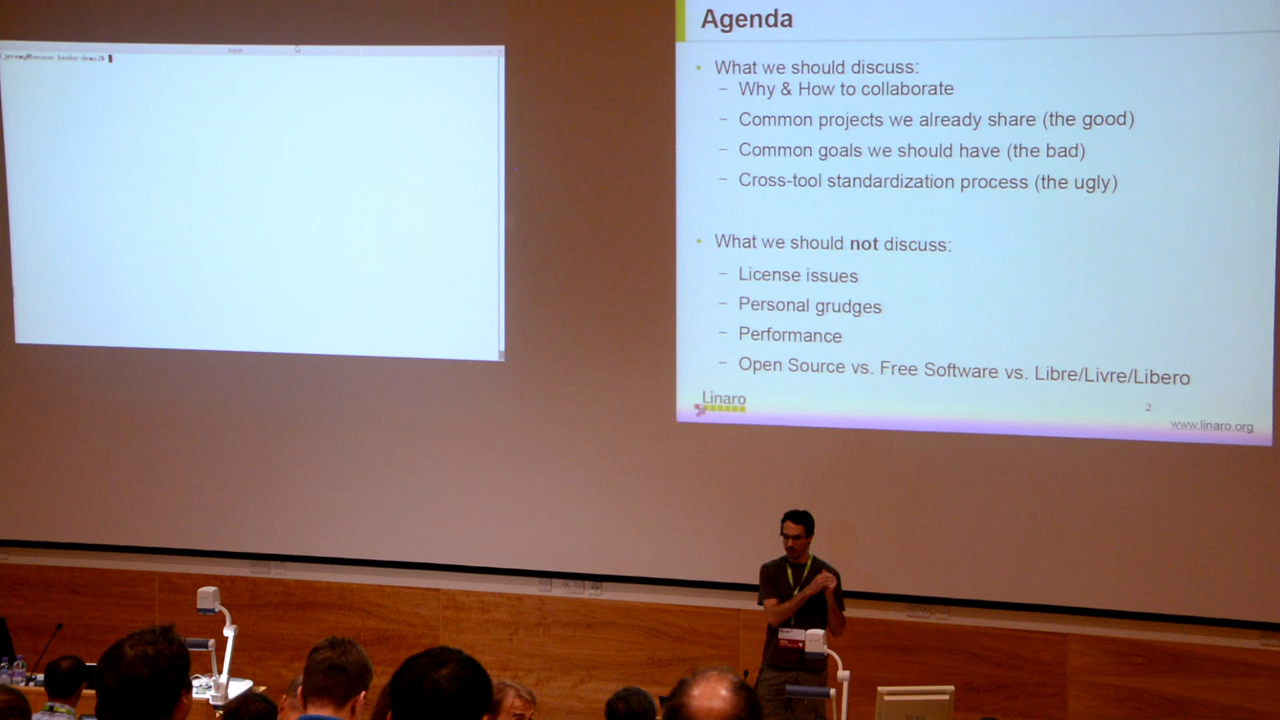 Agenda
What we should discuss:
– Why & How to collaborate
– Common projects we already share (the good)
– Common goals we should have (the bad)
– Cross-tool standardization process (the ugly)
What we should not discuss:
– License issues
– Personal grudges
– Performance
– Open Source vs. Free Software vs. Libre/Livre/Libero
Linaro
2
www.linaro.org